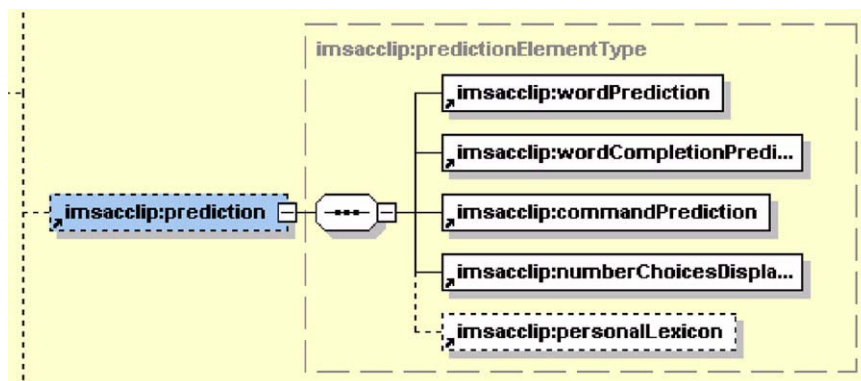 imsacclip:predictionElementType
imsacclip:wordPrediction
imsacclip:wordCompletionPredi...
imsacclip:prediction
imsacclip:commandPrediction
imsacclip:numberChoicesDispla...
imsacclip:personalLexicon